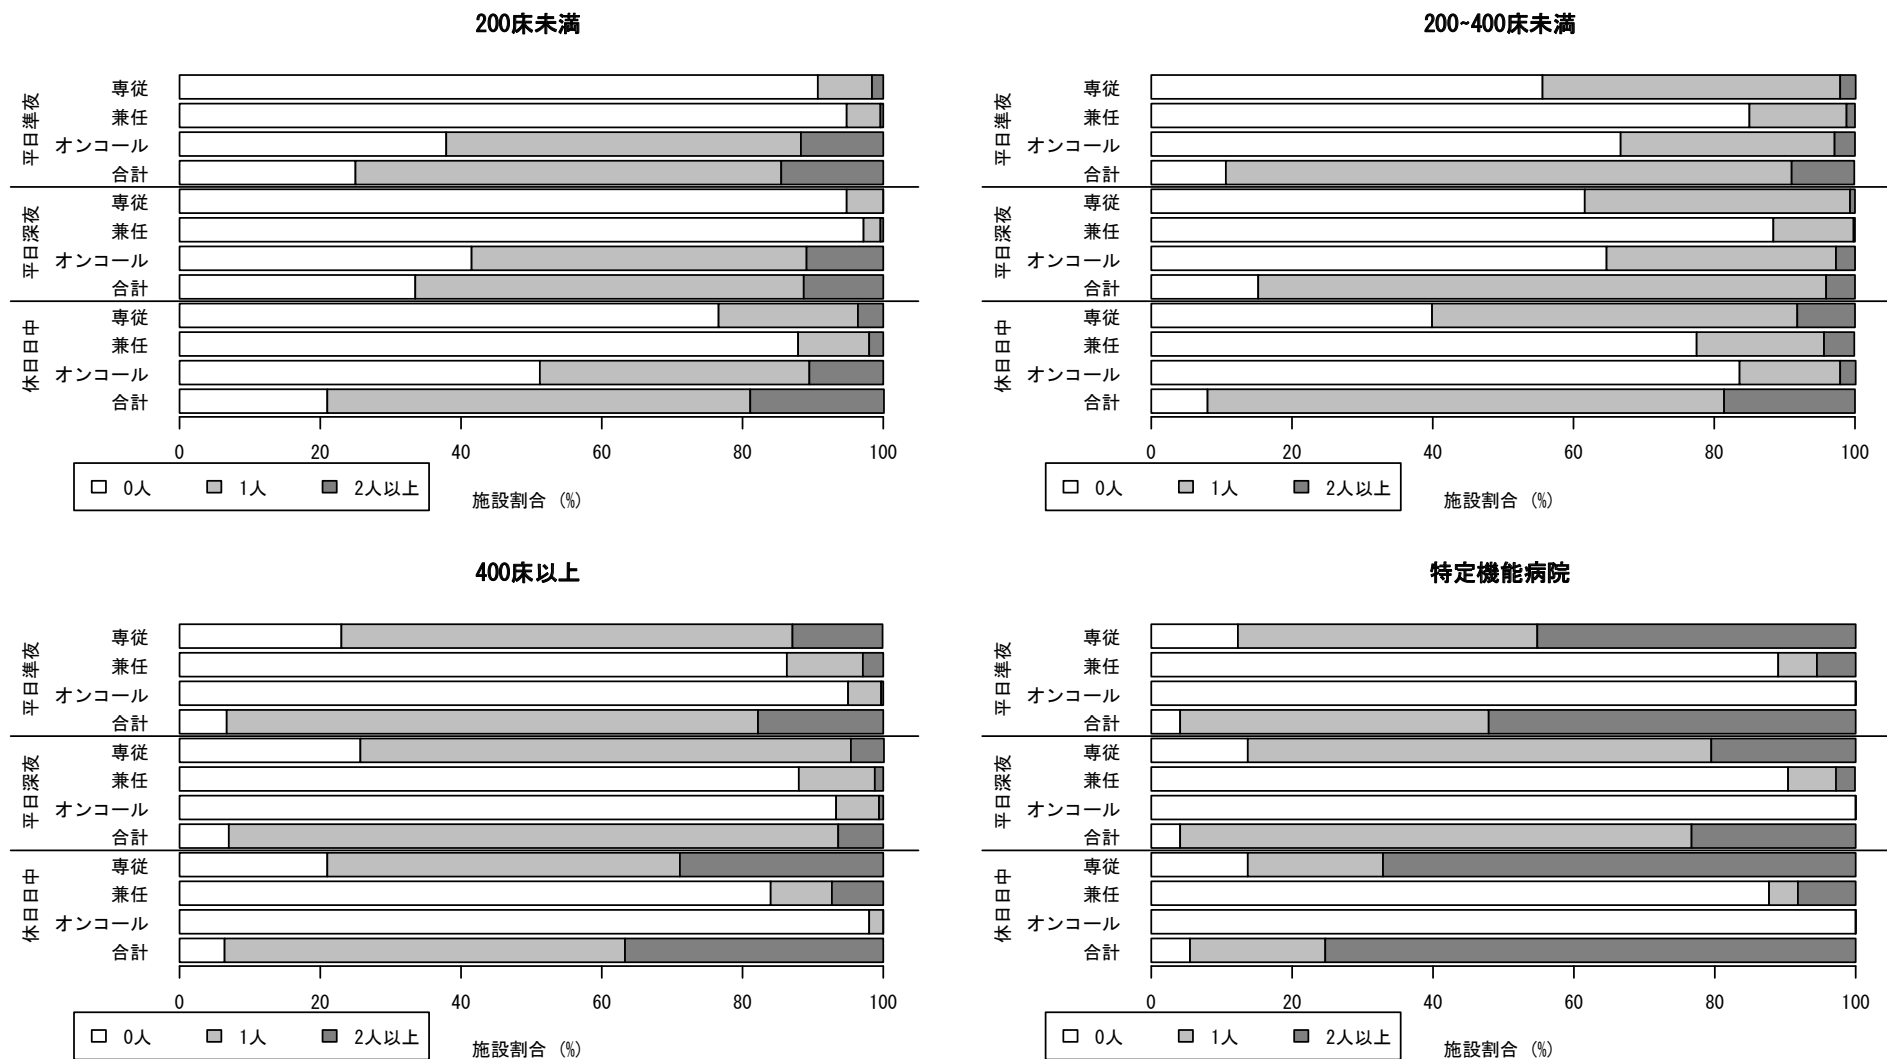 200床未満
平日準夜
専従
兼任
オンコール
合計
平日深夜
専従
兼任
オンコール
合計
休日日中
専従
兼任
オンコール
合計
0 20 40 60 80 100
0人 1人 2人以上
施設割合 (%)
200~400床未満
平日準夜
専従
兼任
オンコール
合計
平日深夜
専従
兼任
オンコール
合計
休日日中
専従
兼任
オンコール
合計
0 20 40 60 80 100
0人 1人 2人以上
施設割合 (%)
400床以上
平日準夜
専従
兼任
オンコール
合計
平日深夜
専従
兼任
オンコール
合計
休日日中
専従
兼任
オンコール
合計
0 20 40 60 80 100
0人 1人 2人以上
施設割合 (%)
特定機能病院
平日準夜
専従
兼任
オンコール
合計
平日深夜
専従
兼任
オンコール
合計
休日日中
専従
兼任
オンコール
合計
0 20 40 60 80 100
0人 1人 2人以上
施設割合 (%)